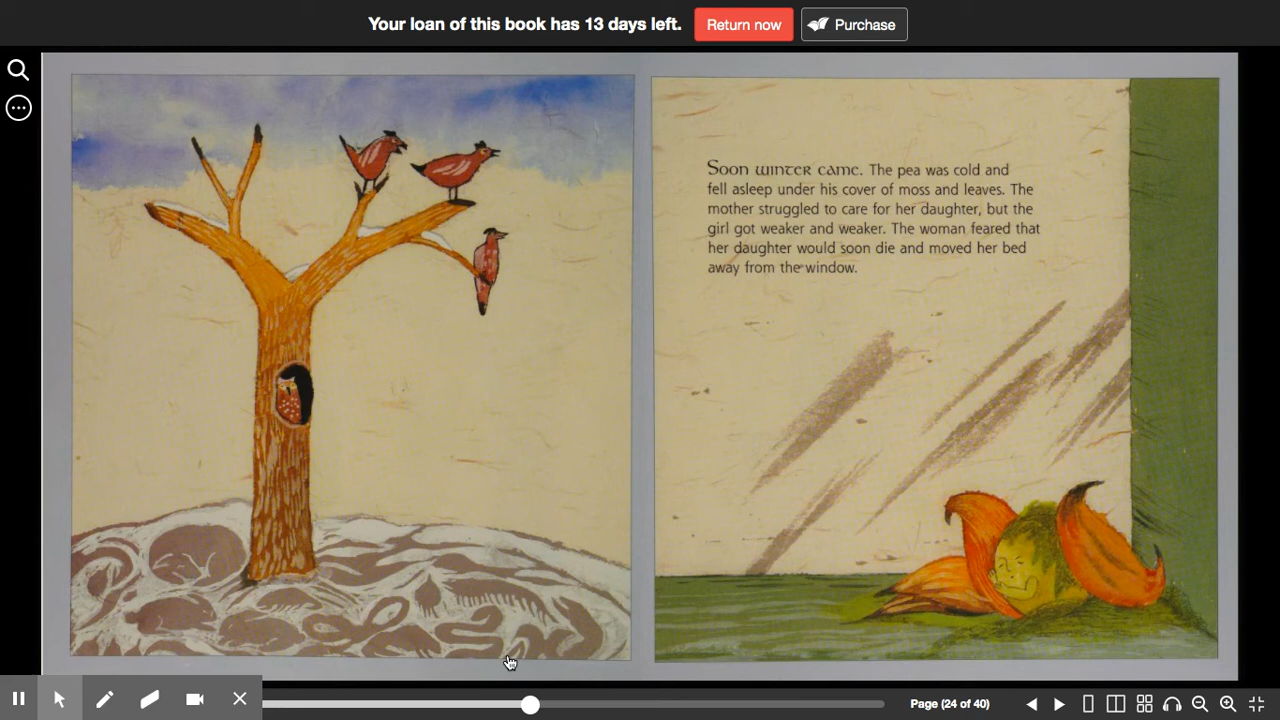 Your loan of this book has 13 days left.
Return now
Purchase
Soon winter came. The pea was cold and
fell asleep under his cover of moss and leaves. The
mother struggled to care for her daughter, but the
girl got weaker and weaker. The woman feared that
her daughter would soon die and moved her bed
away from the window.
Page (24 of 40)